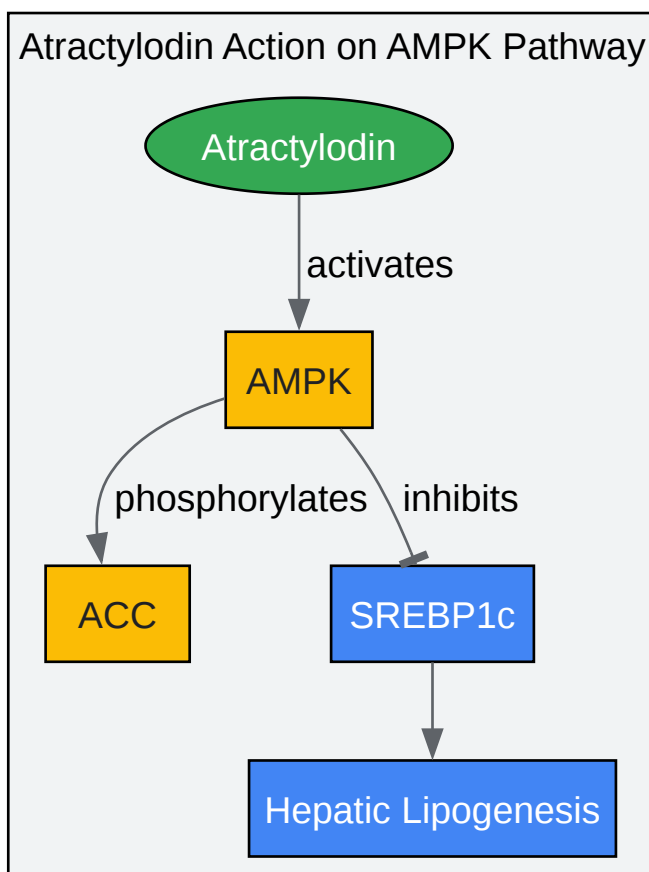 Atractylodin Action on AMPK Pathway
Atractylodin
activates
AMPK
phosphorylates
inhibits
ACC
SREBP1c
Hepatic Lipogenesis